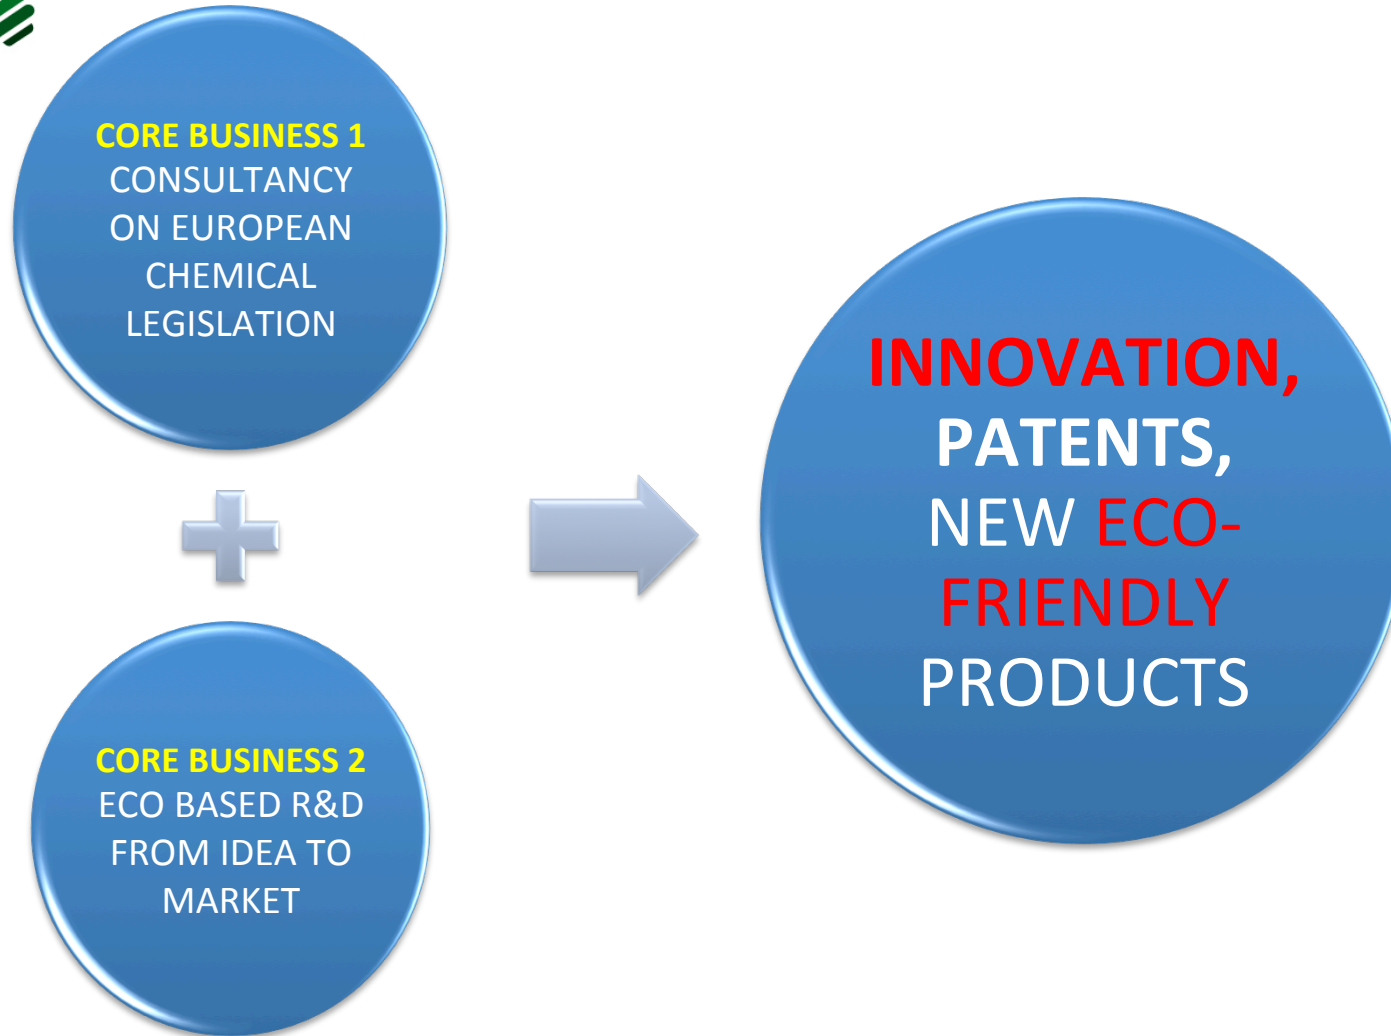 CORE BUSINESS 1
CONSULTANCY
ON EUROPEAN
CHEMICAL
LEGISLATION
CORE BUSINESS 2
ECO BASED R&D
FROM IDEA TO
MARKET
INNOVATION,
PATENTS,
NEW ECO-
FRIENDLY
PRODUCTS